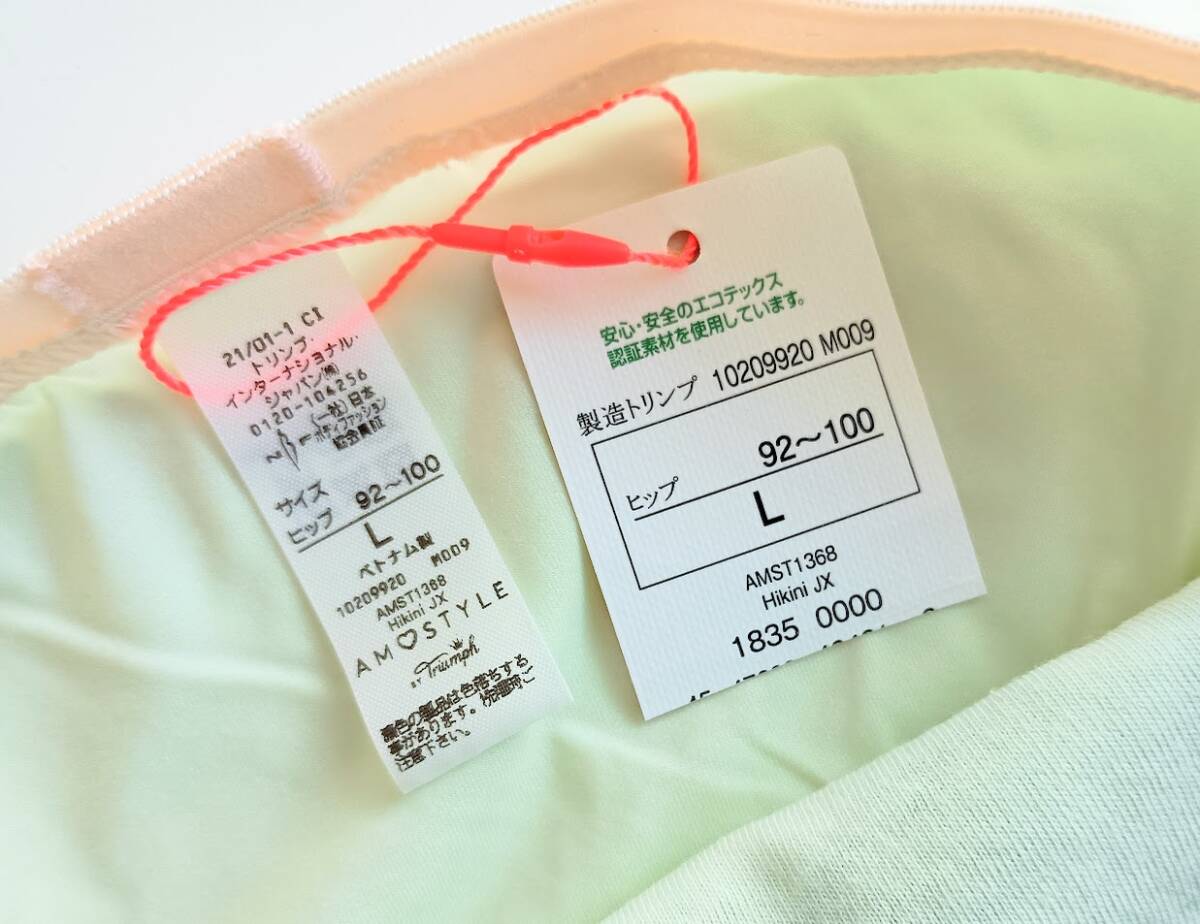 21/01-1 CI
トリンプ・
インターナショナル・
ジャパン㈱
0120-104256
(一社)日本
ボディファッション
協会員証
サイズ
ヒップ 92〜100
L
ベトナム製
10209920 M009
AMST1368
Hikini JX
AM♡STYLE
BY Triumph
濃色の製品は色落ちする
事があります。洗濯時ご
注意下さい。
安心・安全のエコテックス
認証素材を使用しています。
製造トリンプ 10209920 M009
ヒップ 92〜100
L
AMST1368
Hikini JX
1835 0000